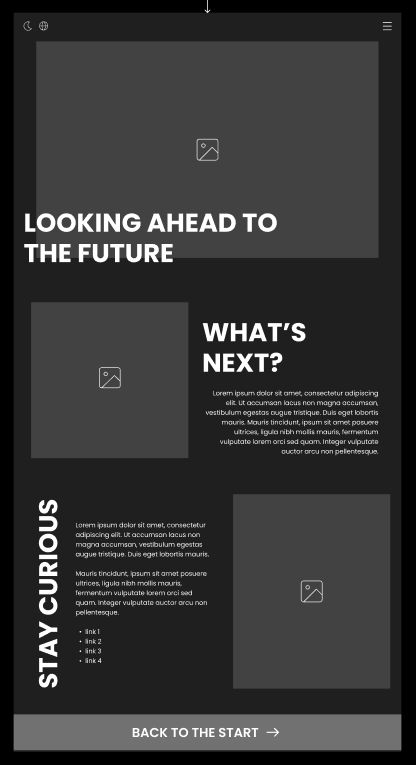 LOOKING AHEAD TO
THE FUTURE
WHAT'S
NEXT?
Lorem ipsum dolor sit amet, consectetur adipiscing
elit. Ut accumsan lacus non magna accumsan,
vestibulum egestas augue tristique. Duis eget lobortis
mauris. Mauris tincidunt, ipsum sit amet posuere
ultrices, ligula nibh mollis mauris, fermentum
vulputate lorem orci sed quam. Integer vulputate
auctor arcu non pellentesque.
STAY CURIOUS
Lorem ipsum dolor sit amet, consectetur
adipiscing elit. Ut accumsan lacus non
magna accumsan, vestibulum egestas
augue tristique. Duis eget lobortis mauris.
Mauris tincidunt, ipsum sit amet posuere
ultrices, ligula nibh mollis mauris,
fermentum vulputate lorem orci sed
quam. Integer vulputate auctor arcu non
pellentesque.
• link 1
• link 2
• link 3
• link 4
BACK TO THE START →